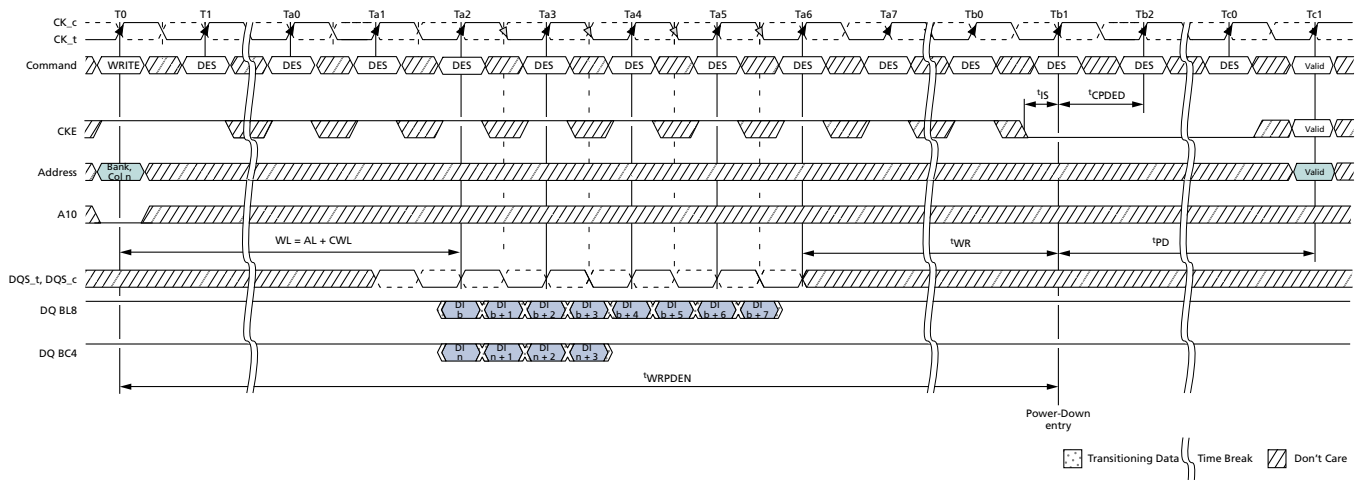 T0 T1 Ta0 Ta1 Ta2 Ta3 Ta4 Ta5 Ta6 Ta7 Tb0 Tb1 Tb2 Tc0 Tc1
CK_c
CK_t
Command WRITE DES DES DES DES DES DES DES DES DES DES DES DES DES Valid
tIS tCPDED
CKE Valid
Address Bank, Col n Valid
A10
WL = AL + CWL tWR tPD
DQS_t, DQS_c
DQ BL8 DI b DI b + 1 DI b + 2 DI b + 3 DI b + 4 DI b + 5 DI b + 6 DI b + 7
DQ BC4 DI n DI n + 1 DI n + 2 DI n + 3
tWRPDEN
Power-Down
entry
Transitioning Data Time Break Don't Care